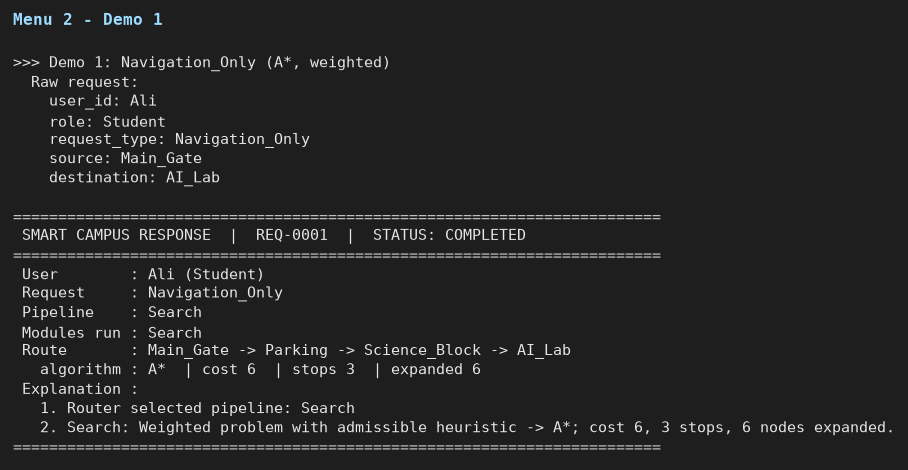 Menu 2 - Demo 1
>>> Demo 1: Navigation_Only (A*, weighted)
  Raw request:
    user_id: Ali
    role: Student
    request_type: Navigation_Only
    source: Main_Gate
    destination: AI_Lab
========================================================================
 SMART CAMPUS RESPONSE  |  REQ-0001  |  STATUS: COMPLETED
========================================================================
 User        : Ali (Student)
 Request     : Navigation_Only
 Pipeline    : Search
 Modules run : Search
 Route       : Main_Gate -> Parking -> Science_Block -> AI_Lab
   algorithm : A*  | cost 6  | stops 3  | expanded 6
 Explanation :
   1. Router selected pipeline: Search
   2. Search: Weighted problem with admissible heuristic -> A*; cost 6, 3 stops, 6 nodes expanded.
========================================================================